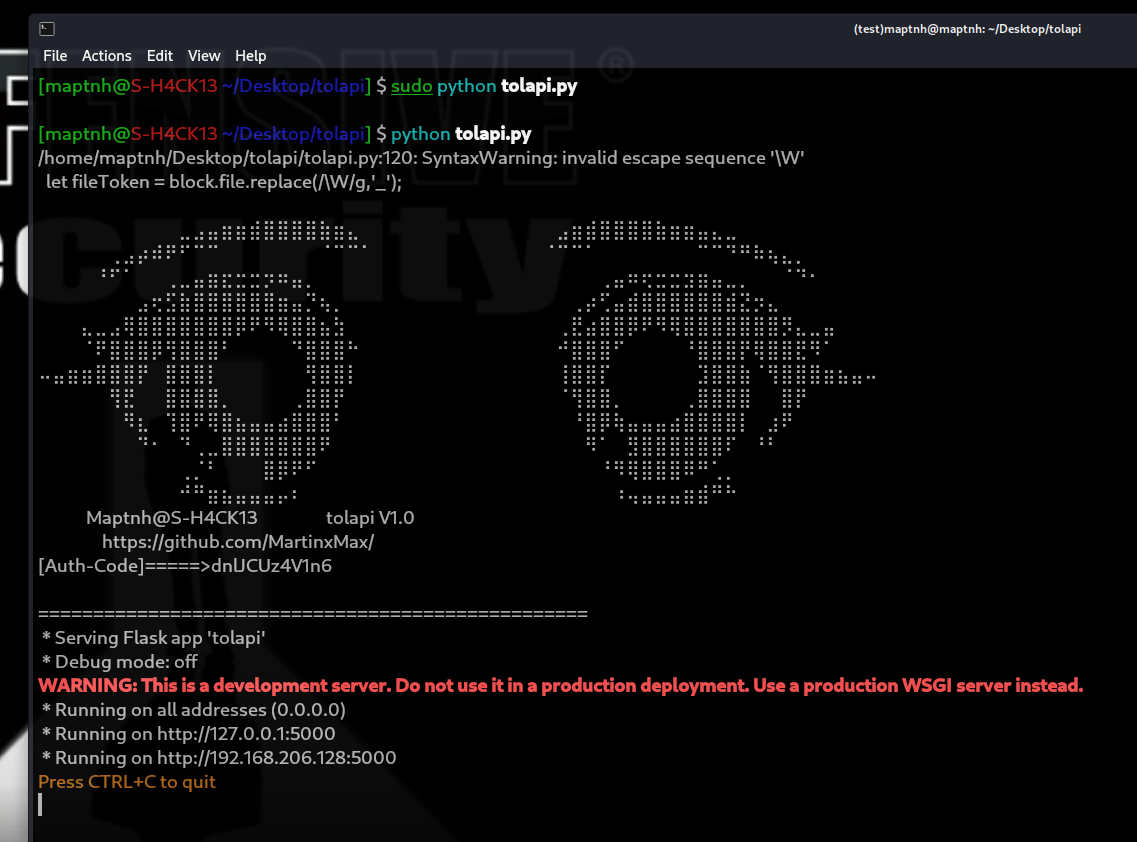 (test)maptnh@maptnh: ~/Desktop/tolapi
File Actions Edit View Help
[maptnh@S-H4CK13 ~/Desktop/tolapi] $ sudo python tolapi.py
[maptnh@S-H4CK13 ~/Desktop/tolapi] $ python tolapi.py
/home/maptnh/Desktop/tolapi/tolapi.py:120: SyntaxWarning: invalid escape sequence '\W'
let fileToken = block.file.replace(/\W/g,'_');
Maptnh@S-H4CK13 tolapi V1.0
https://github.com/MartinxMax/
[Auth-Code]=====>dnlJCUz4V1n6
==================================================
* Serving Flask app 'tolapi'
* Debug mode: off
WARNING: This is a development server. Do not use it in a production deployment. Use a production WSGI server instead.
* Running on all addresses (0.0.0.0)
* Running on http://127.0.0.1:5000
* Running on http://192.168.206.128:5000
Press CTRL+C to quit